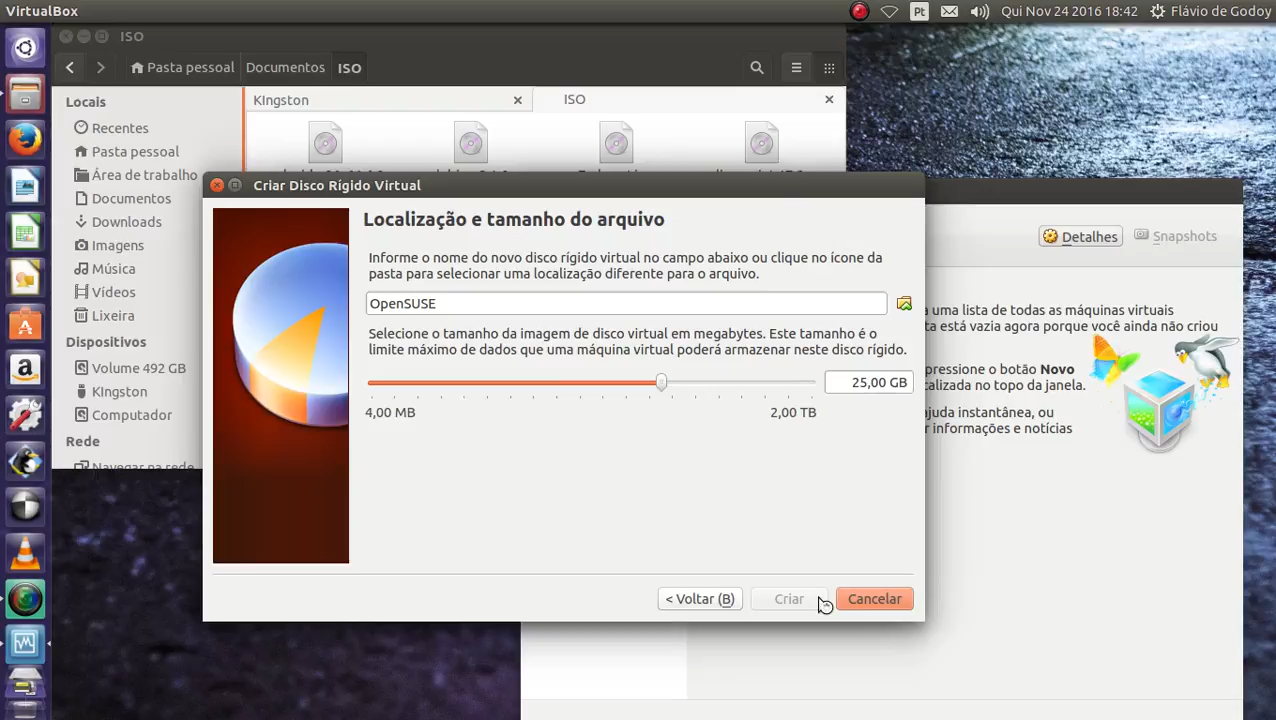 VirtualBox
Pt
Qui Nov 24 2016 18:42
Flávio de Godoy
ISO
Pasta pessoal
Documentos
ISO
Locais
Recentes
Pasta pessoal
Área de trabalho
Documentos
Downloads
Imagens
Música
Vídeos
Lixeira
Dispositivos
Volume 492 GB
KIngston
Computador
Rede
Navegar na rede
KIngston
ISO
Criar Disco Rígido Virtual
Localização e tamanho do arquivo
Informe o nome do novo disco rígido virtual no campo abaixo ou clique no ícone da
pasta para selecionar uma localização diferente para o arquivo.
OpenSUSE
Selecione o tamanho da imagem de disco virtual em megabytes. Este tamanho é o
limite máximo de dados que uma máquina virtual poderá armazenar neste disco rígido.
25,00 GB
4,00 MB
2,00 TB
< Voltar (B)
Criar
Cancelar
Detalhes
Snapshots
uma lista de todas as máquinas virtuais
ta está vazia agora porque você ainda não criou
pressione o botão Novo
calizada no topo da janela.
ajuda instantânea, ou
r informações e notícias